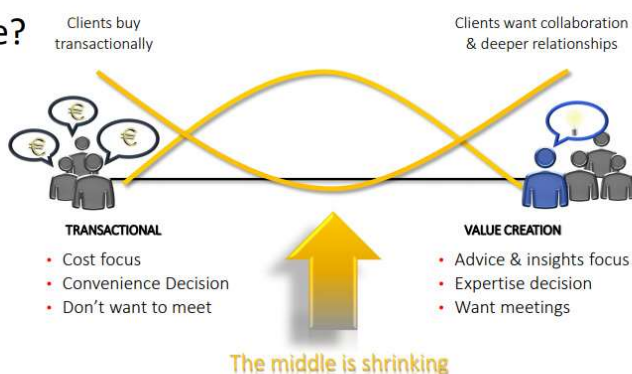 e?
Clients buy
transactionally
Clients want collaboration
& deeper relationships
€
€
€
TRANSACTIONAL
• Cost focus
• Convenience Decision
• Don't want to meet
VALUE CREATION
• Advice & insights focus
• Expertise decision
• Want meetings
The middle is shrinking